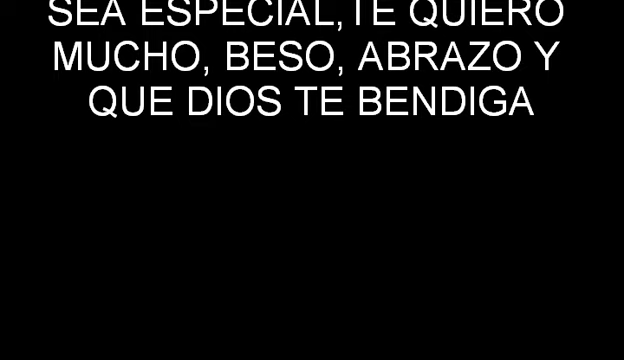 SEA ESPECIAL,TE QUIERO
MUCHO, BESO, ABRAZO Y
QUE DIOS TE BENDIGA